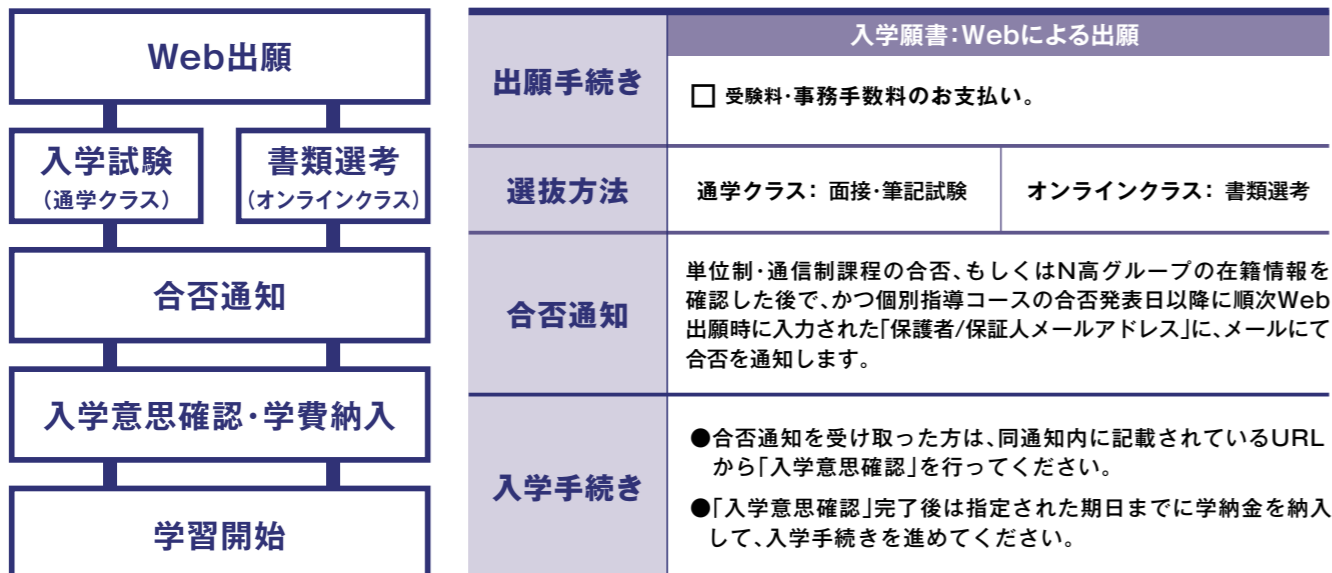 Web出願
入学試験
(通学クラス)
書類選考
(オンラインクラス)
合否通知
入学意思確認・学費納入
学習開始
出願手続き
入学願書:Webによる出願
□ 受験料・事務手数料のお支払い。
選抜方法
通学クラス: 面接・筆記試験
オンラインクラス: 書類選考
合否通知
単位制・通信制課程の合否、もしくはN高グループの在籍情報を
確認した後で、かつ個別指導コースの合否発表日以降に順次Web
出願時に入力された「保護者/保証人メールアドレス」に、メールにて
合否を通知します。
入学手続き
●合否通知を受け取った方は、同通知内に記載されているURL
から「入学意思確認」を行ってください。
●「入学意思確認」完了後は指定された期日までに学納金を納入
して、入学手続きを進めてください。